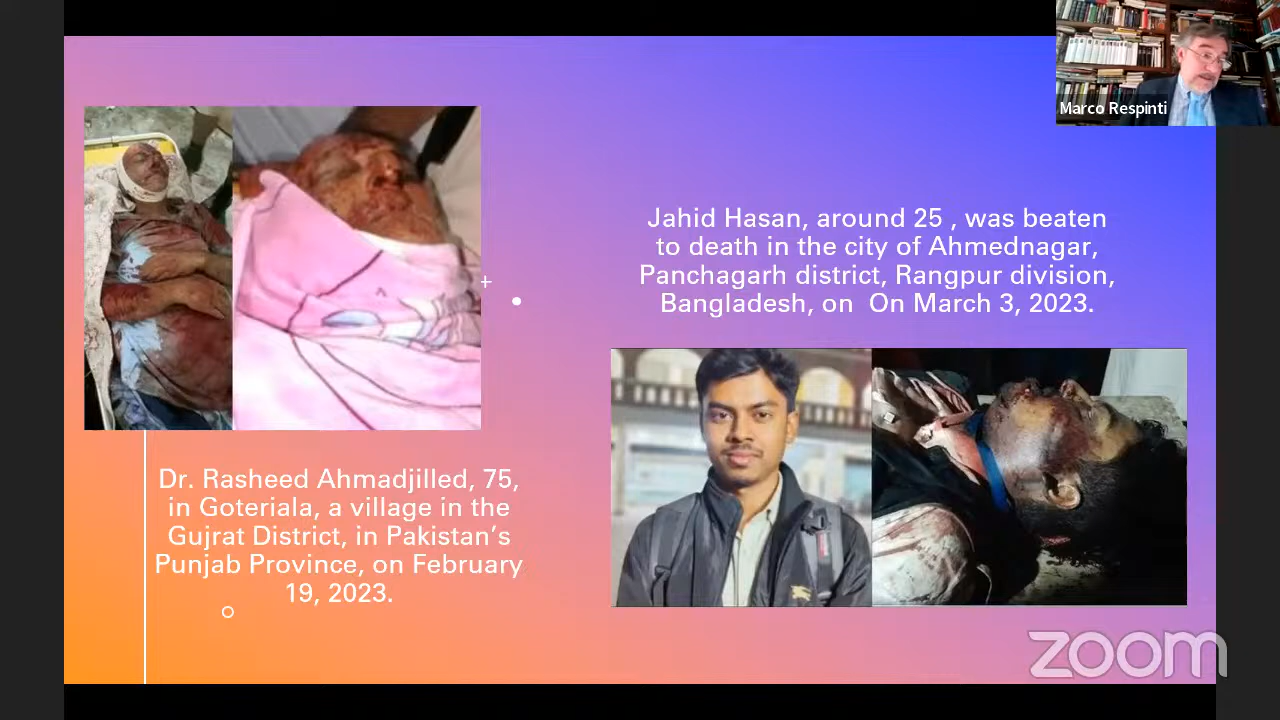 Marco Respinti
Jahid Hasan, around 25 , was beaten
to death in the city of Ahmednagar,
Panchagarh district, Rangpur division,
Bangladesh, on  On March 3, 2023.
Dr. Rasheed Ahmadjilled, 75,
in Goteriala, a village in the
Gujrat District, in Pakistan’s
Punjab Province, on February
19, 2023.
zoom